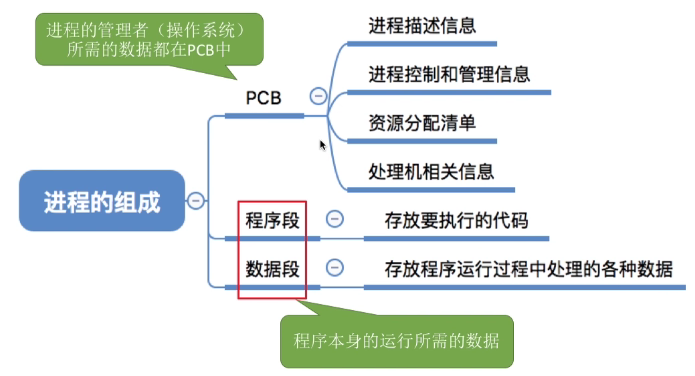 进程的管理者（操作系统）
所需的数据都在PCB中
进程描述信息
进程控制和管理信息
PCB
资源分配清单
处理机相关信息
进程的组成
程序段
存放要执行的代码
数据段
存放程序运行过程中处理的各种数据
程序本身的运行所需的数据